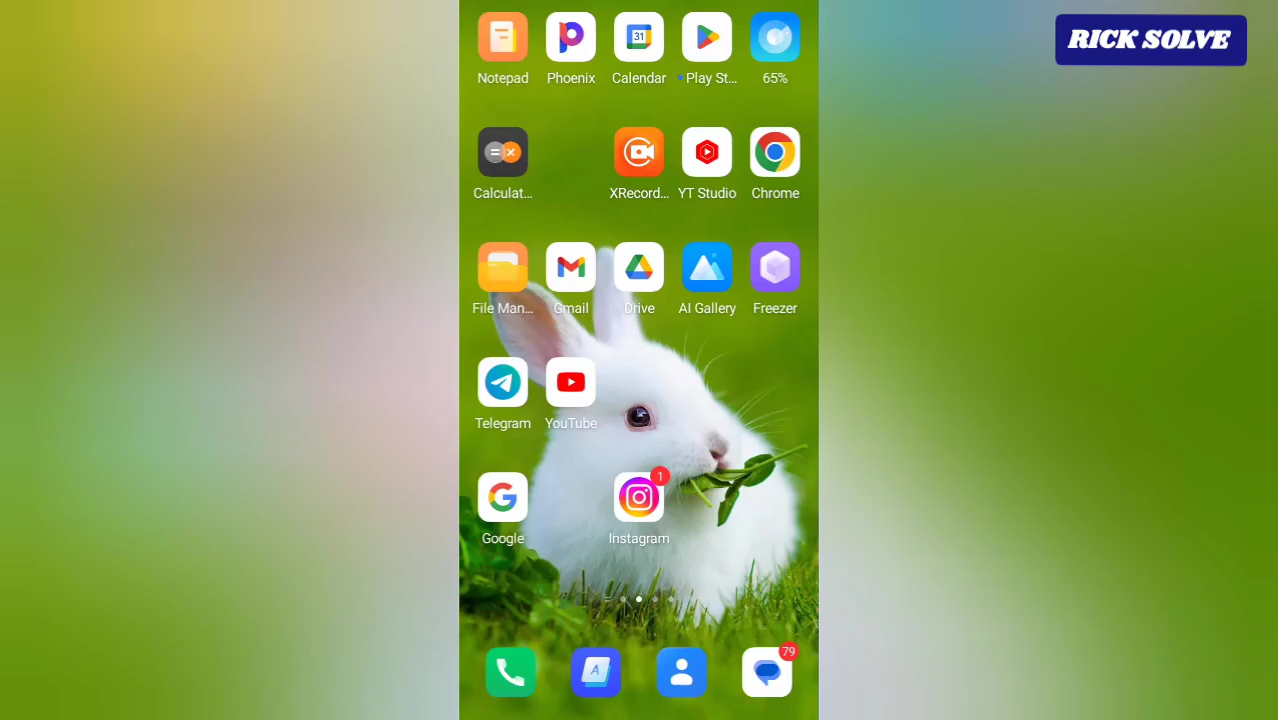 RICK SOLVE
31
Notepad Phoenix Calendar Play St... 65%
= ×
Calculat... XRecord... YT Studio Chrome
File Man... Gmail Drive AI Gallery Freezer
Telegram YouTube
1
Google Instagram
A 79